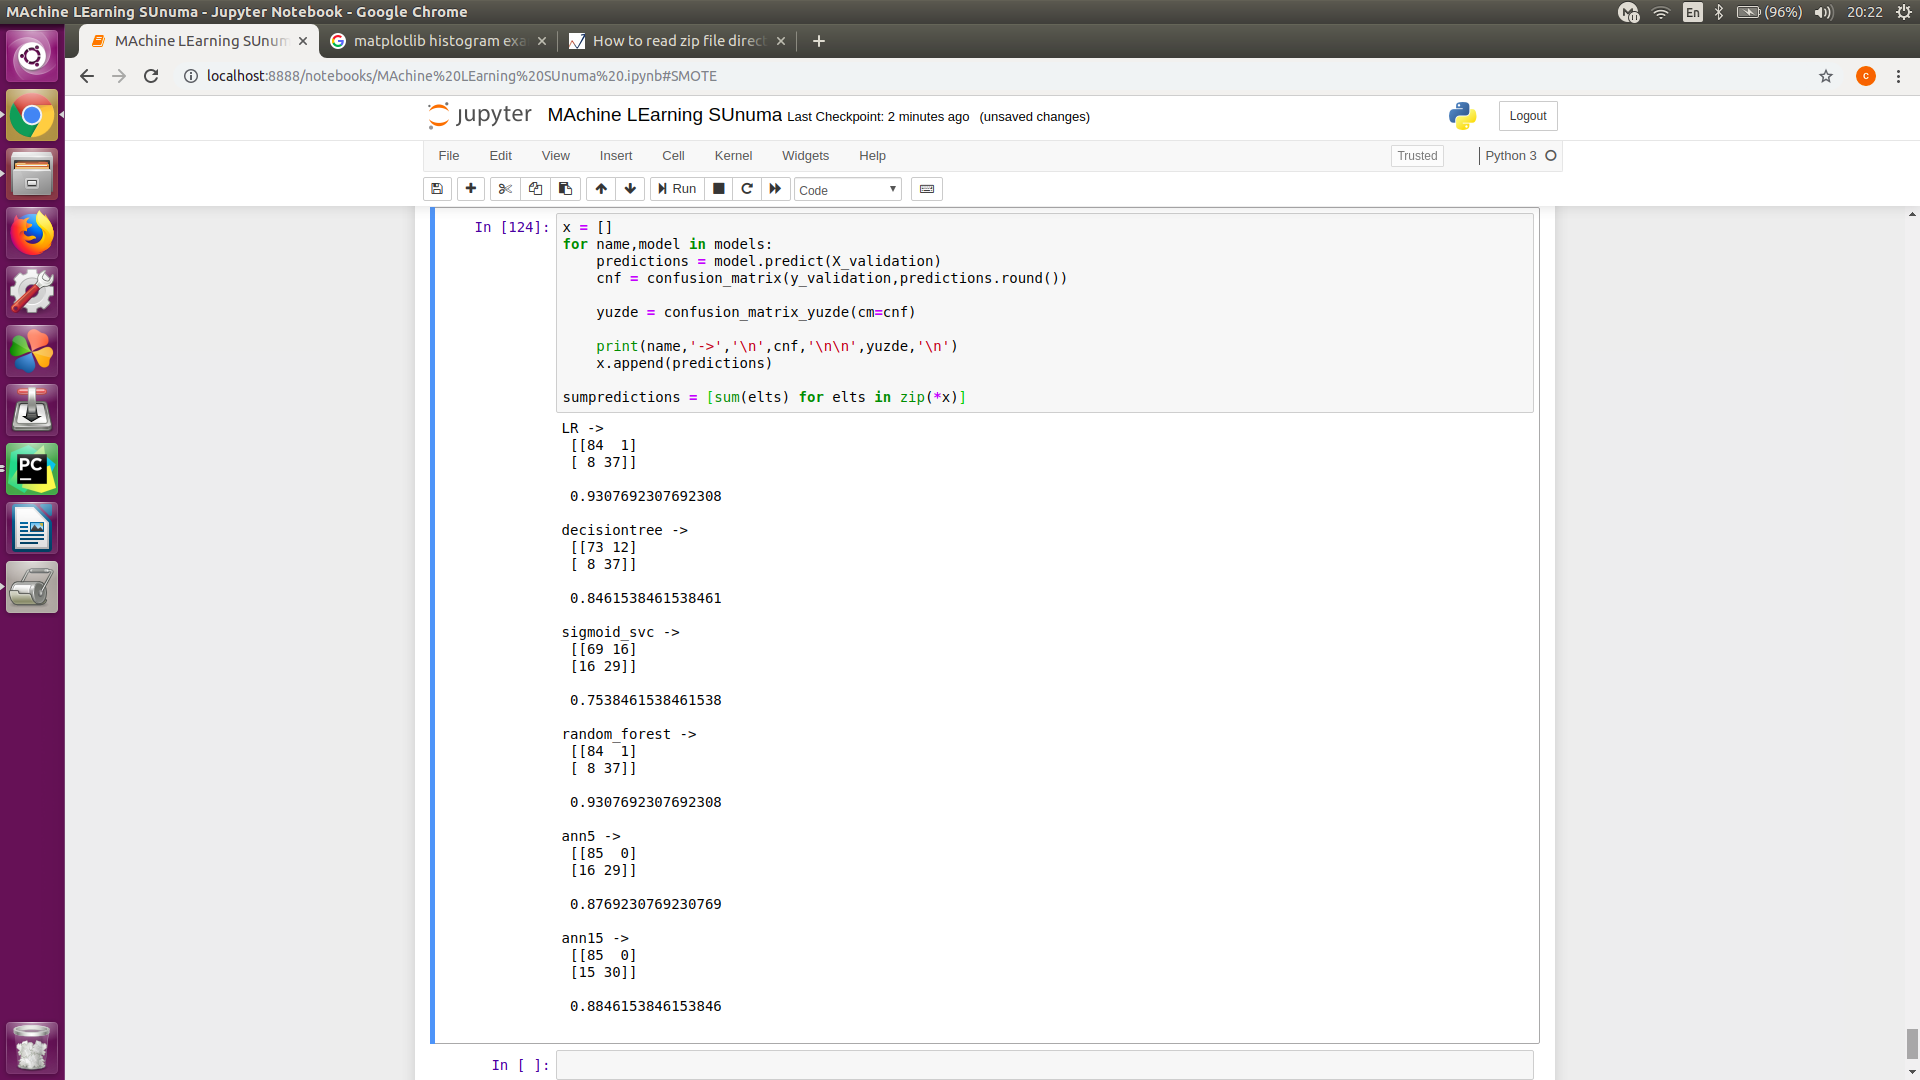 MAchine LEarning SUnuma - Jupyter Notebook - Google Chrome
En (96%) 20:22
MAchine LEarning SUnum
matplotlib histogram exa
How to read zip file direc
localhost:8888/notebooks/MAchine%20LEarning%20SUnuma%20.ipynb#SMOTE
c
jupyter MAchine LEarning SUnuma Last Checkpoint: 2 minutes ago (unsaved changes)
Logout
File Edit View Insert Cell Kernel Widgets Help
Trusted Python 3
Run Code
In [124]: x = []
for name,model in models:
    predictions = model.predict(X_validation)
    cnf = confusion_matrix(y_validation,predictions.round())
    yuzde = confusion_matrix_yuzde(cm=cnf)
    print(name,'->','\n',cnf,'\n\n',yuzde,'\n')
    x.append(predictions)
sumpredictions = [sum(elts) for elts in zip(*x)]
LR ->
[[84  1]
[ 8 37]]
0.9307692307692308
decisiontree ->
[[73 12]
[ 8 37]]
0.8461538461538461
sigmoid_svc ->
[[69 16]
[16 29]]
0.7538461538461538
random_forest ->
[[84  1]
[ 8 37]]
0.9307692307692308
ann5 ->
[[85  0]
[16 29]]
0.8769230769230769
ann15 ->
[[85  0]
[15 30]]
0.8846153846153846
In [ ]:
PC